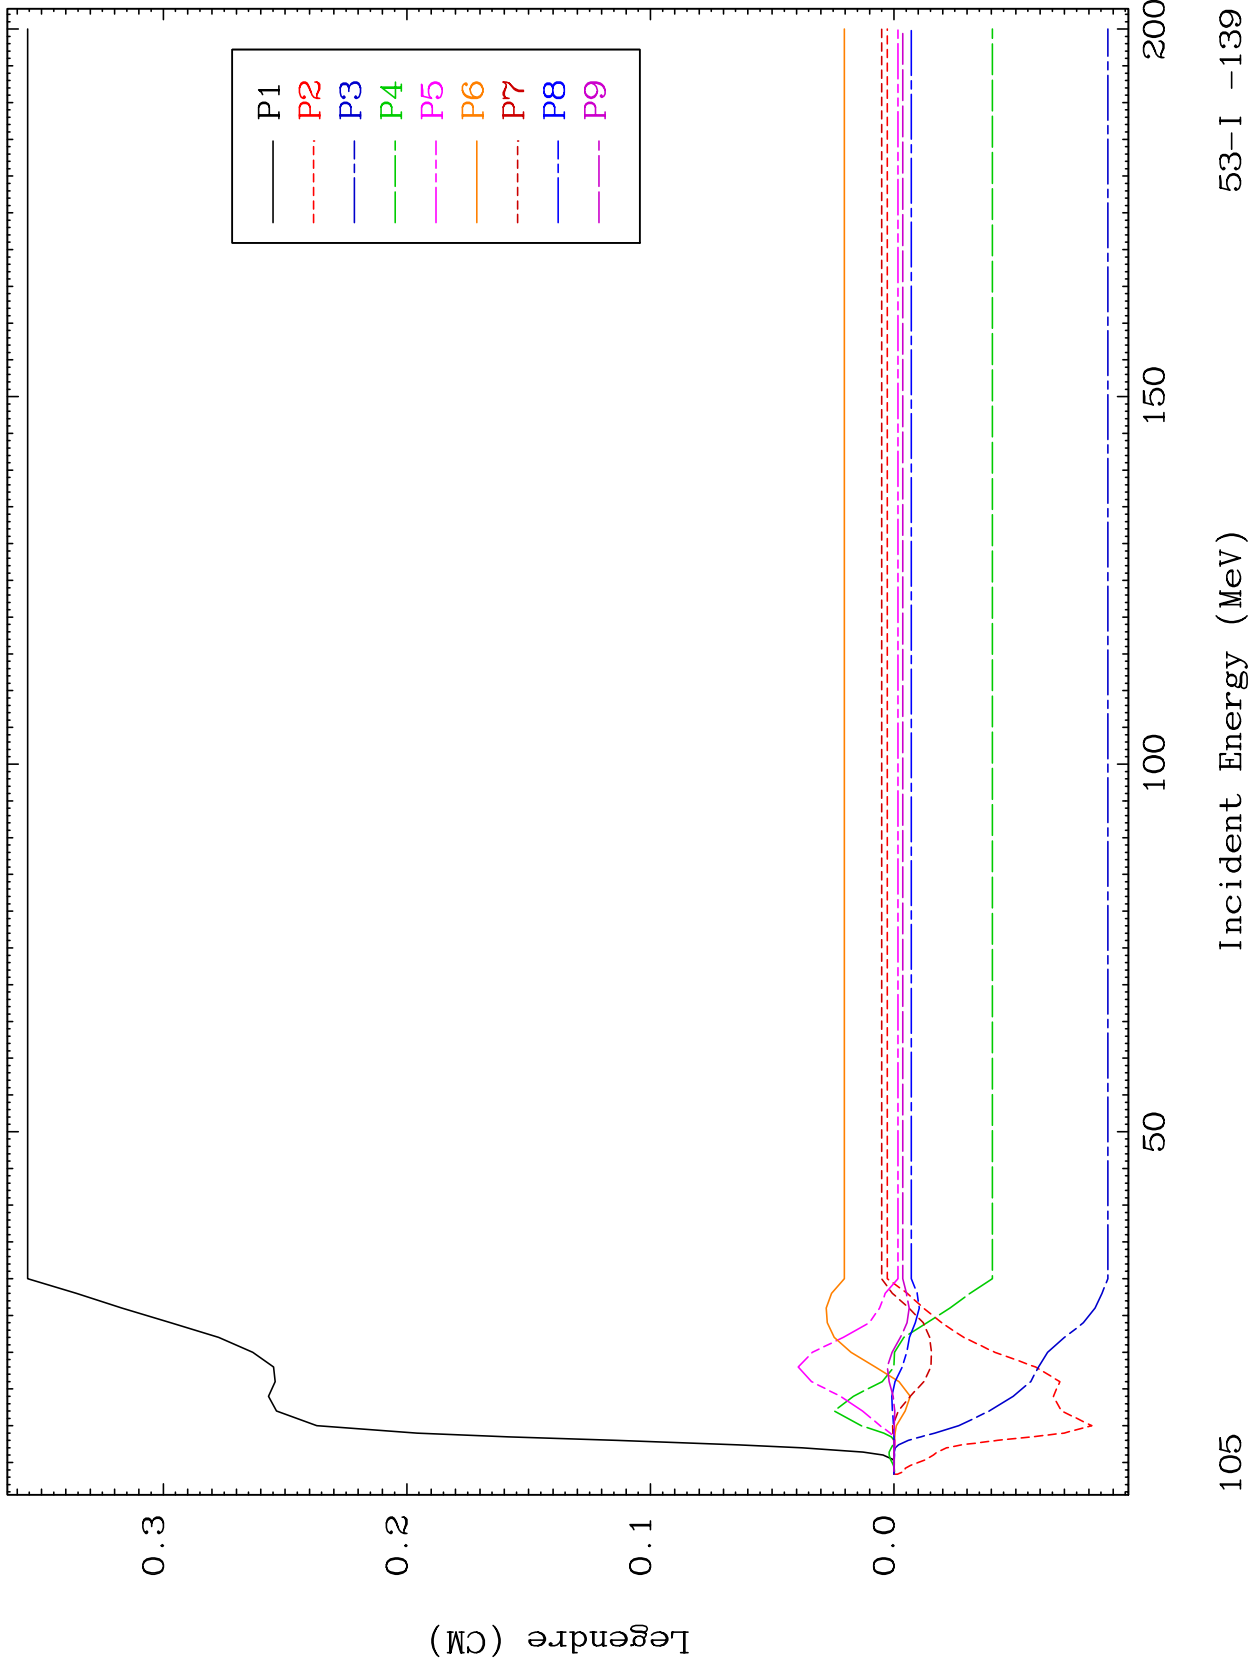 Legendre (CM)
0.3
0.2
0.1
0.0
P1
P2
P3
P4
P5
P6
P7
P8
P9
50
100
150
200
Incident Energy (MeV)
105
53-I -139